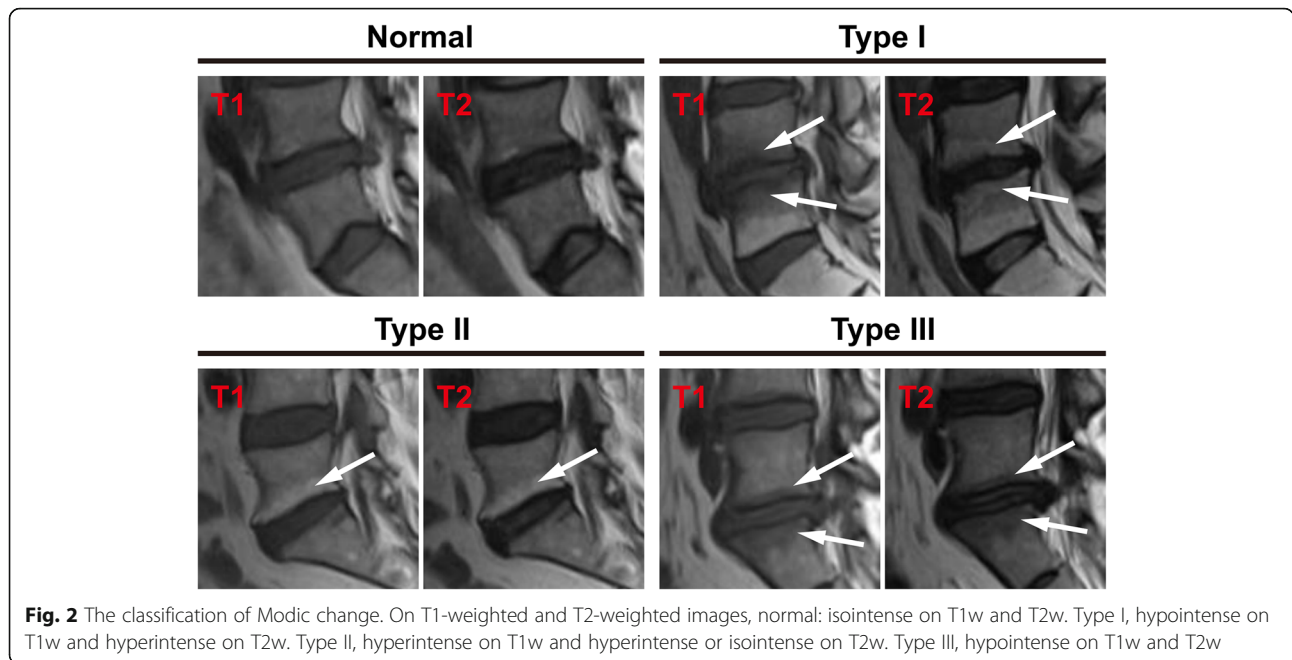 Normal
Type I
T1
T2
T1
T2
Type II
Type III
T1
T2
T1
T2
Fig. 2 The classification of Modic change. On T1-weighted and T2-weighted images, normal: isointense on T1w and T2w. Type I, hypointense on
T1w and hyperintense on T2w. Type II, hyperintense on T1w and hyperintense or isointense on T2w. Type III, hypointense on T1w and T2w